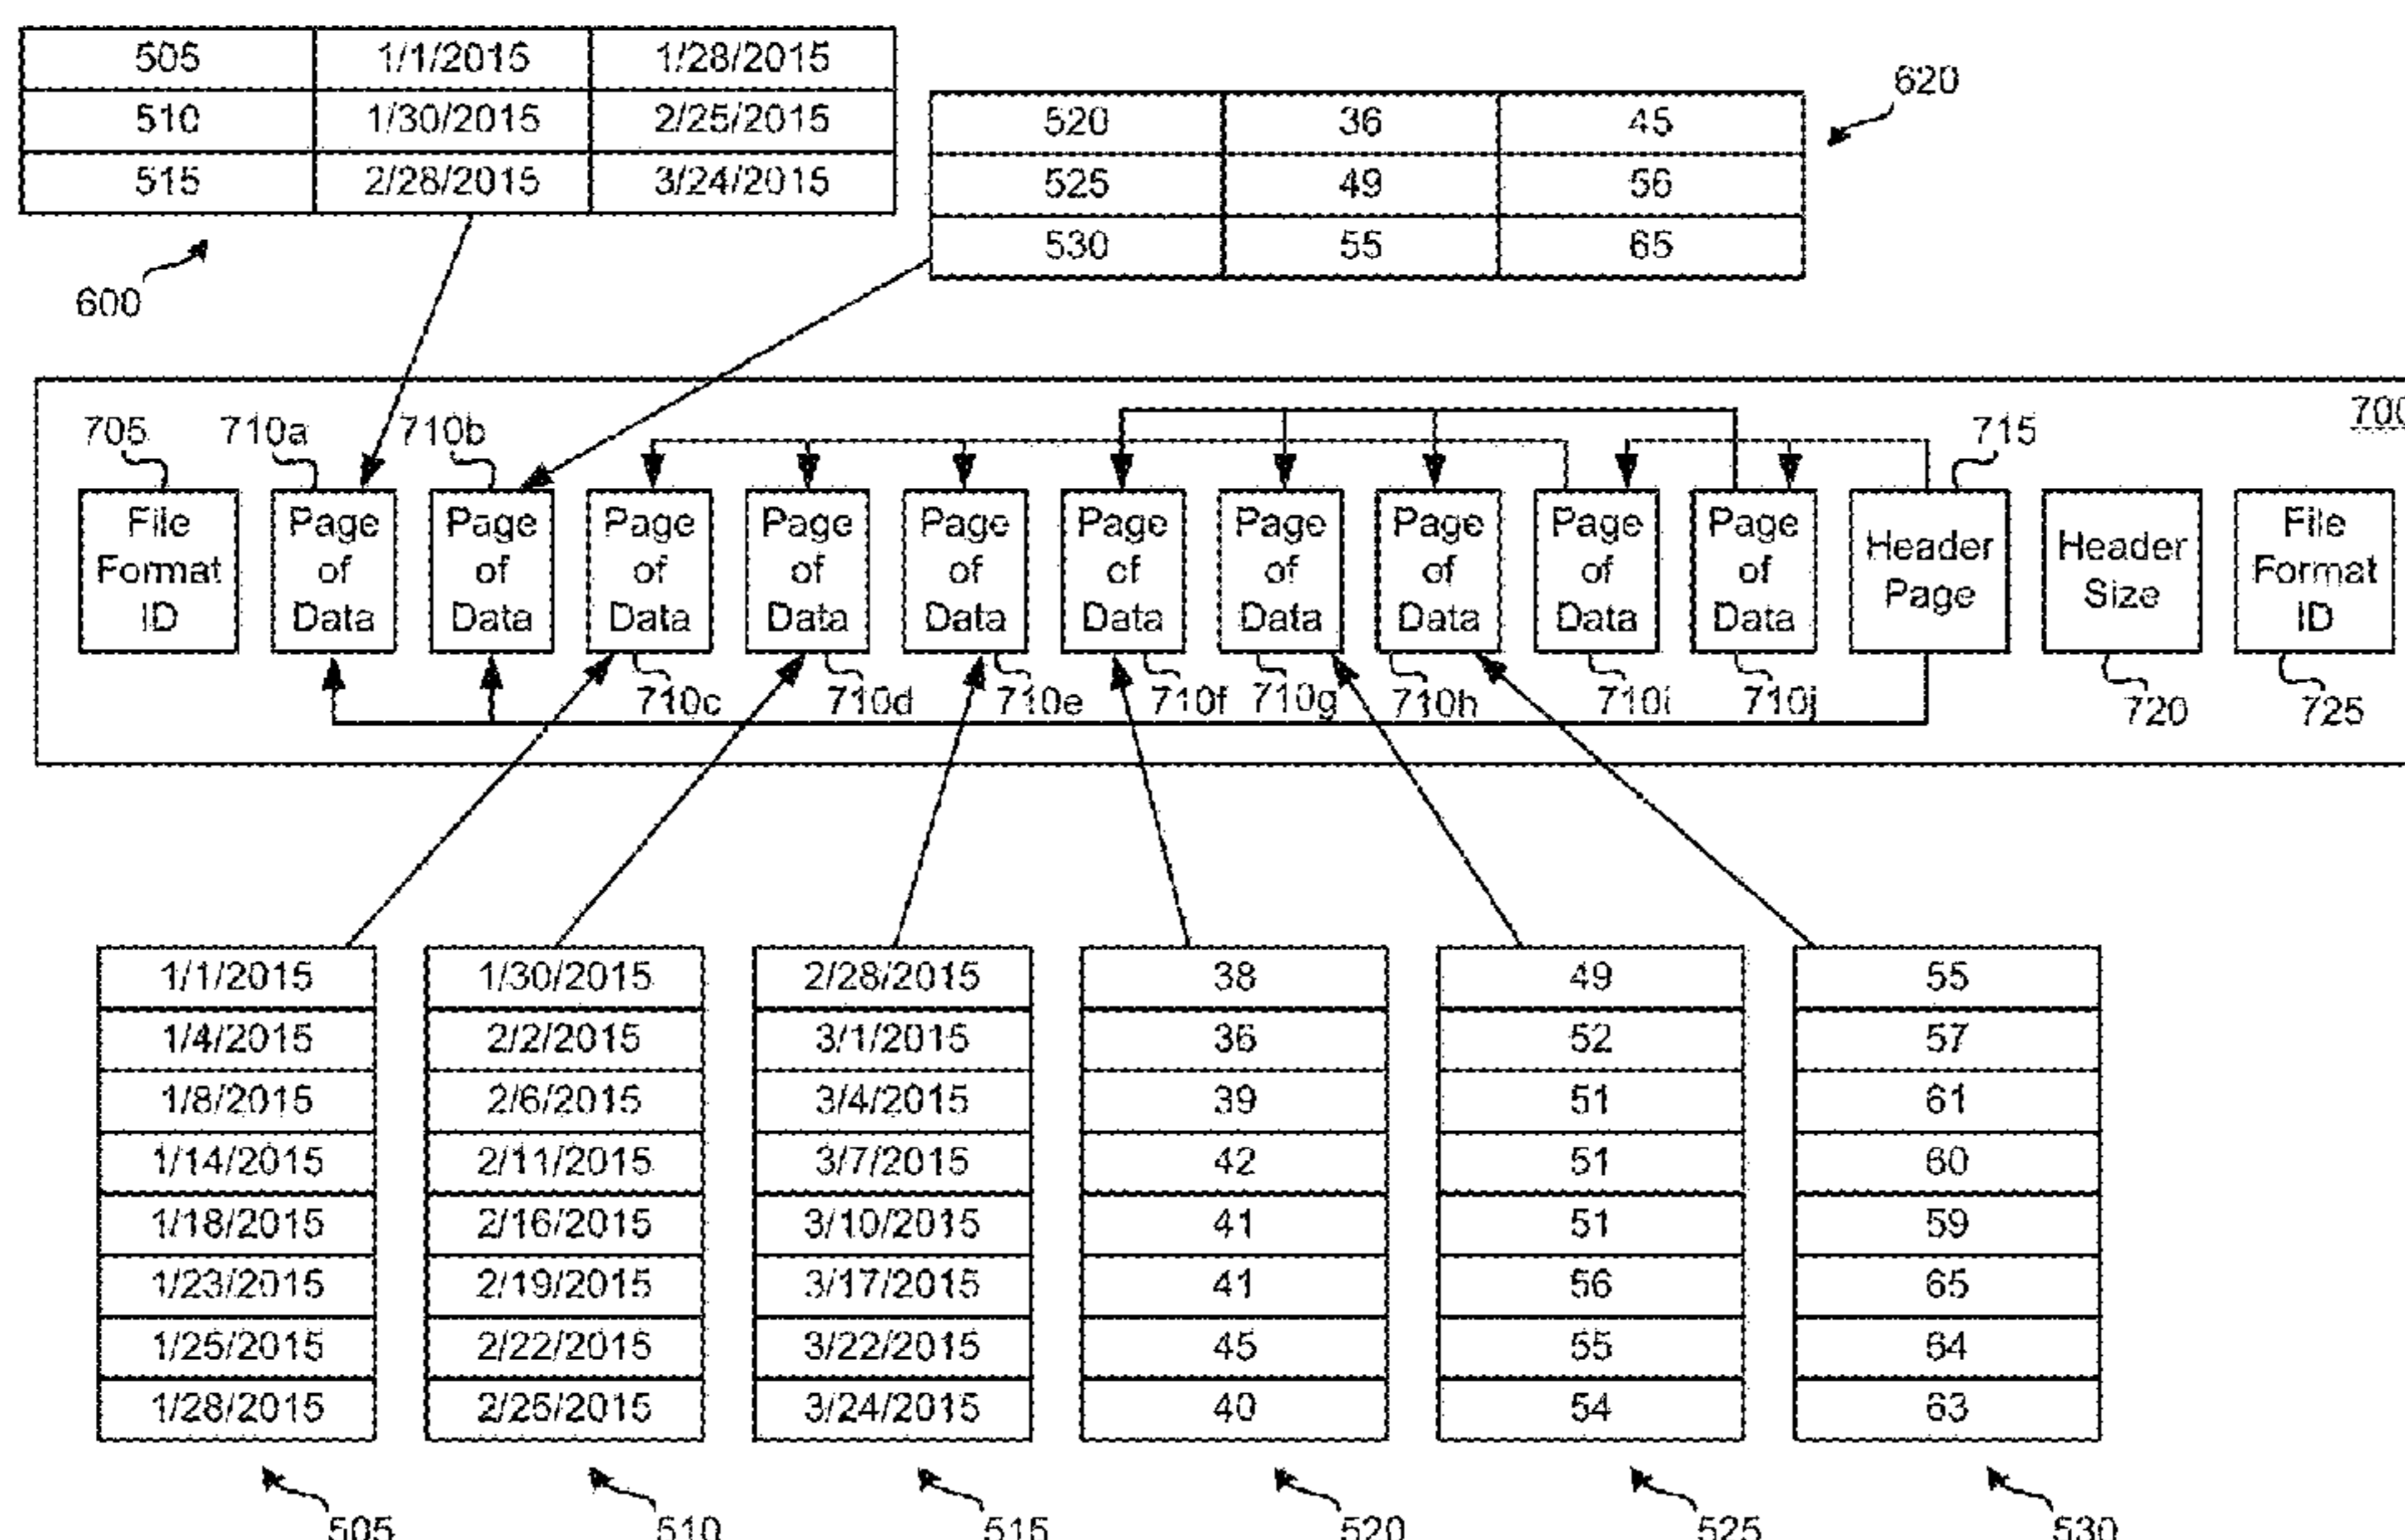 505 1/1/2015 1/28/2015
510 1/30/2015 2/25/2015
515 2/28/2015 3/24/2015
600
620
520 36 45
525 49 56
530 55 65
700
705 710a 710b 715
File Format ID
Page of Data
Page of Data
Page of Data
Page of Data
Page of Data
Page of Data
Page of Data
Page of Data
Page of Data
Page of Data
Header Page
Header Size
File Format ID
710c 710d 710e 710f 710g 710h 710i 710j 720 725
1/1/2015 1/30/2015 2/28/2015 38 49 55
1/4/2015 2/2/2015 3/1/2015 36 52 57
1/8/2015 2/6/2015 3/4/2015 39 51 61
1/14/2015 2/11/2015 3/7/2015 42 51 60
1/18/2015 2/16/2015 3/10/2015 41 51 59
1/23/2015 2/19/2015 3/17/2015 41 56 65
1/25/2015 2/22/2015 3/22/2015 45 55 64
1/28/2015 2/25/2015 3/24/2015 40 54 63
505 510 515 520 525 530